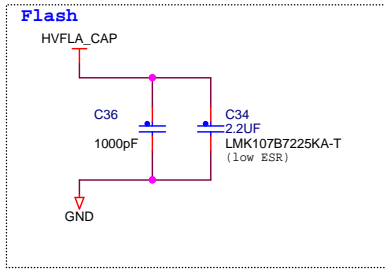 Flash
HVFLA_CAP
C36
1000pF
C34
2.2UF
LMK107B7225KA-T
(low ESR)
GND